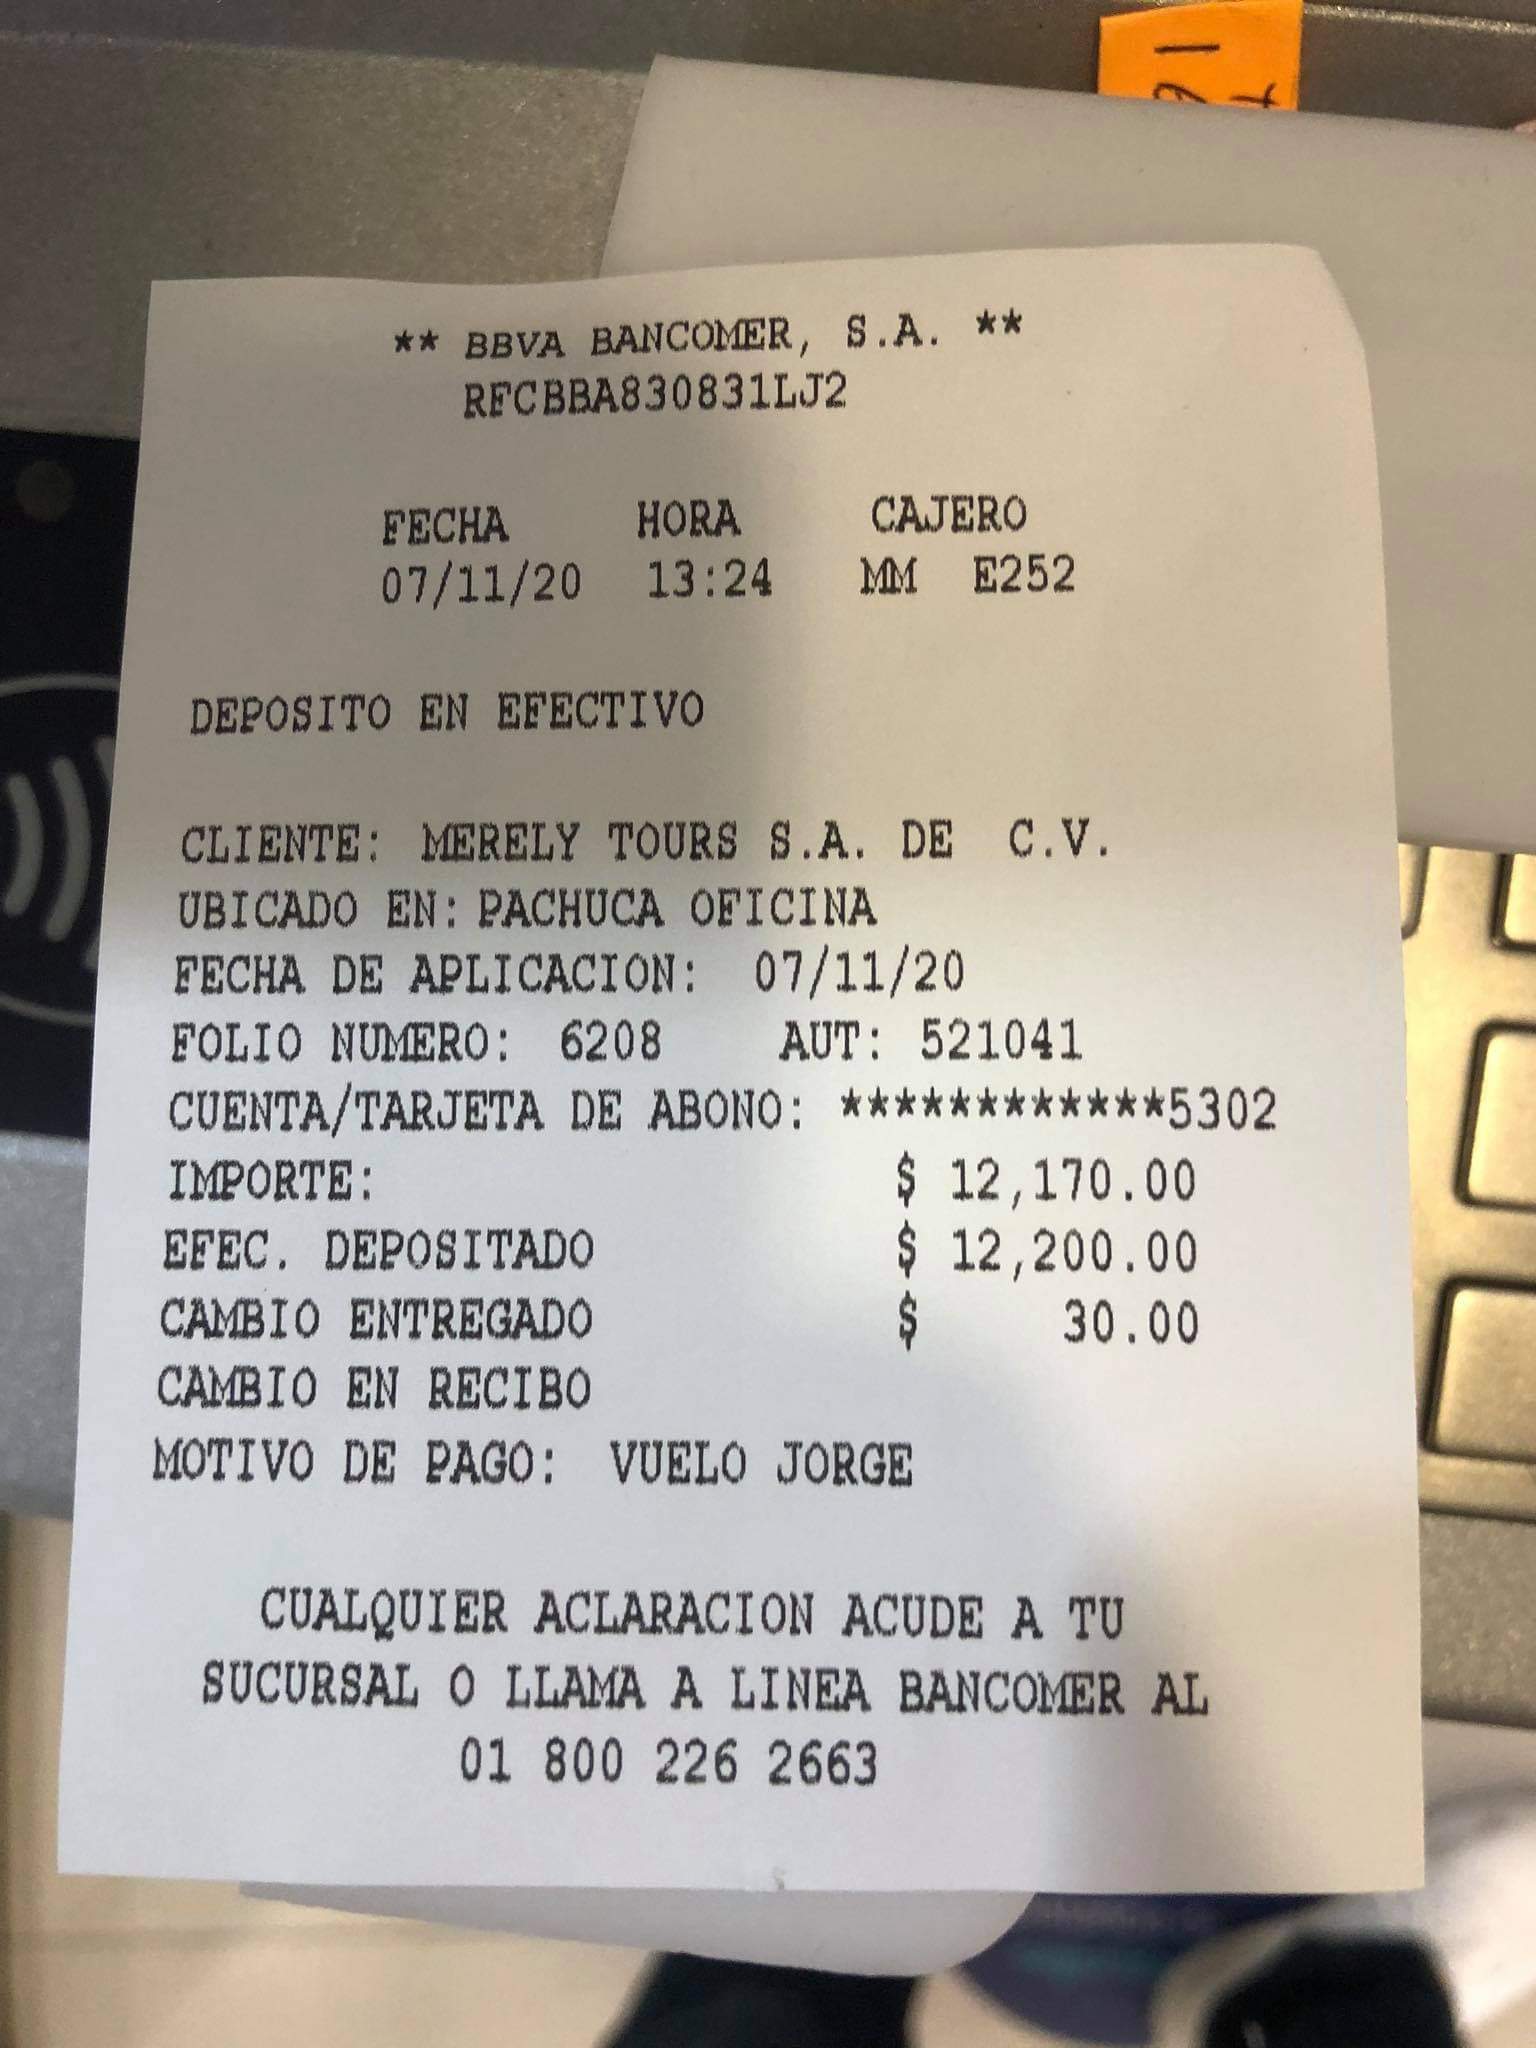 ** BBVA BANCOMER, S.A. **
RFCBBA830831LJ2
FECHA HORA CAJERO
07/11/20 13:24 MM E252
DEPOSITO EN EFECTIVO
CLIENTE: MERELY TOURS S.A. DE C.V.
UBICADO EN: PACHUCA OFICINA
FECHA DE APLICACION: 07/11/20
FOLIO NUMERO: 6208 AUT: 521041
CUENTA/TARJETA DE ABONO: ************5302
IMPORTE: $ 12,170.00
EFEC. DEPOSITADO $ 12,200.00
CAMBIO ENTREGADO $ 30.00
CAMBIO EN RECIBO
MOTIVO DE PAGO: VUELO JORGE
CUALQUIER ACLARACION ACUDE A TU
SUCURSAL O LLAMA A LINEA BANCOMER AL
01 800 226 2663